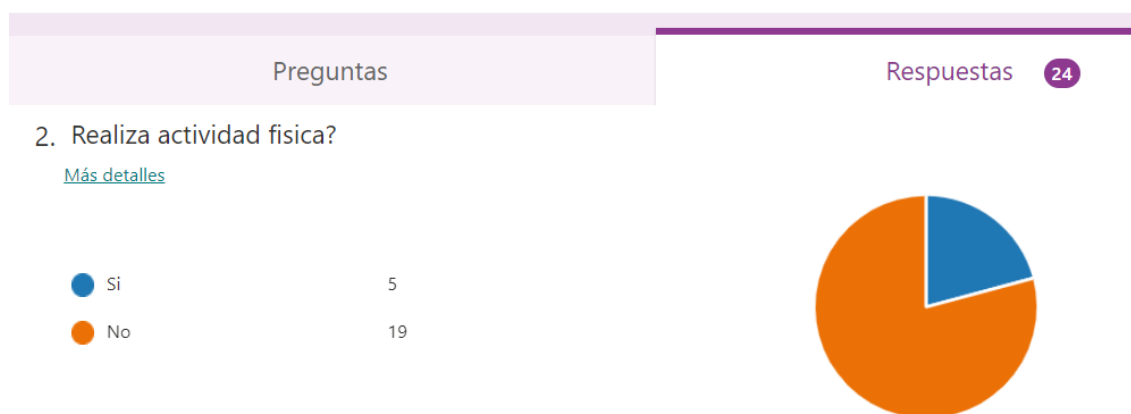 Preguntas
Respuestas 24
2. Realiza actividad fisica?
Más detalles
Si 5
No 19